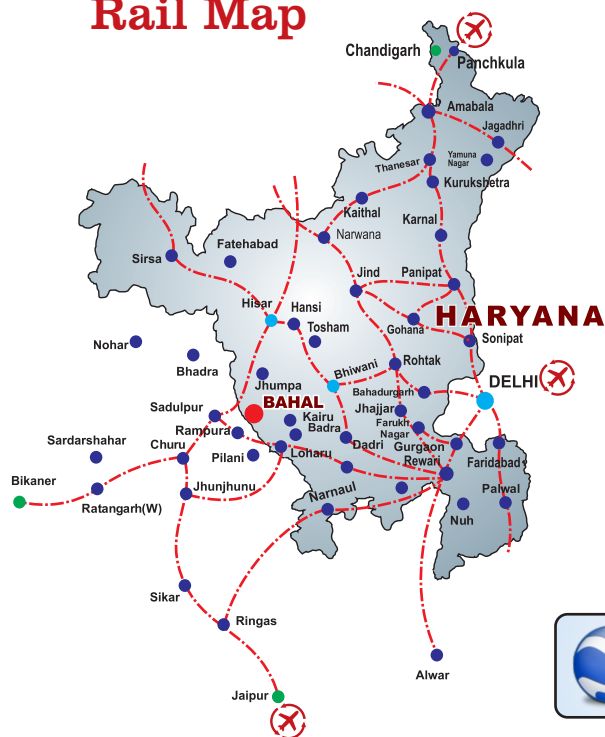 Rail Map
Chandigarh
Panchkula
Amabala
Jagadhri
Thanesar
Yamuna
Nagar
Kurukshetra
Kaithal
Karnal
Narwana
Fatehabad
Sirsa
Jind
Panipat
Hisar
Hansi
Gohana
HARYANA
Tosham
Sonipat
Nohar
Bhadra
Rohtak
Bhiwani
Jhumpa
Bahadurgarh
DELHI
BAHAL
Sadulpur
Jhajjar
Kairu
Badra
Rampura
Farukh
Nagar
Sardarshahar
Churu
Dadri
Gurgaon
Pilani
Loharu
Rewari
Faridabad
Bikaner
Jhunjhunu
Narnaul
Palwal
Ratangarh(W)
Nuh
Sikar
Ringas
Alwar
Jaipur